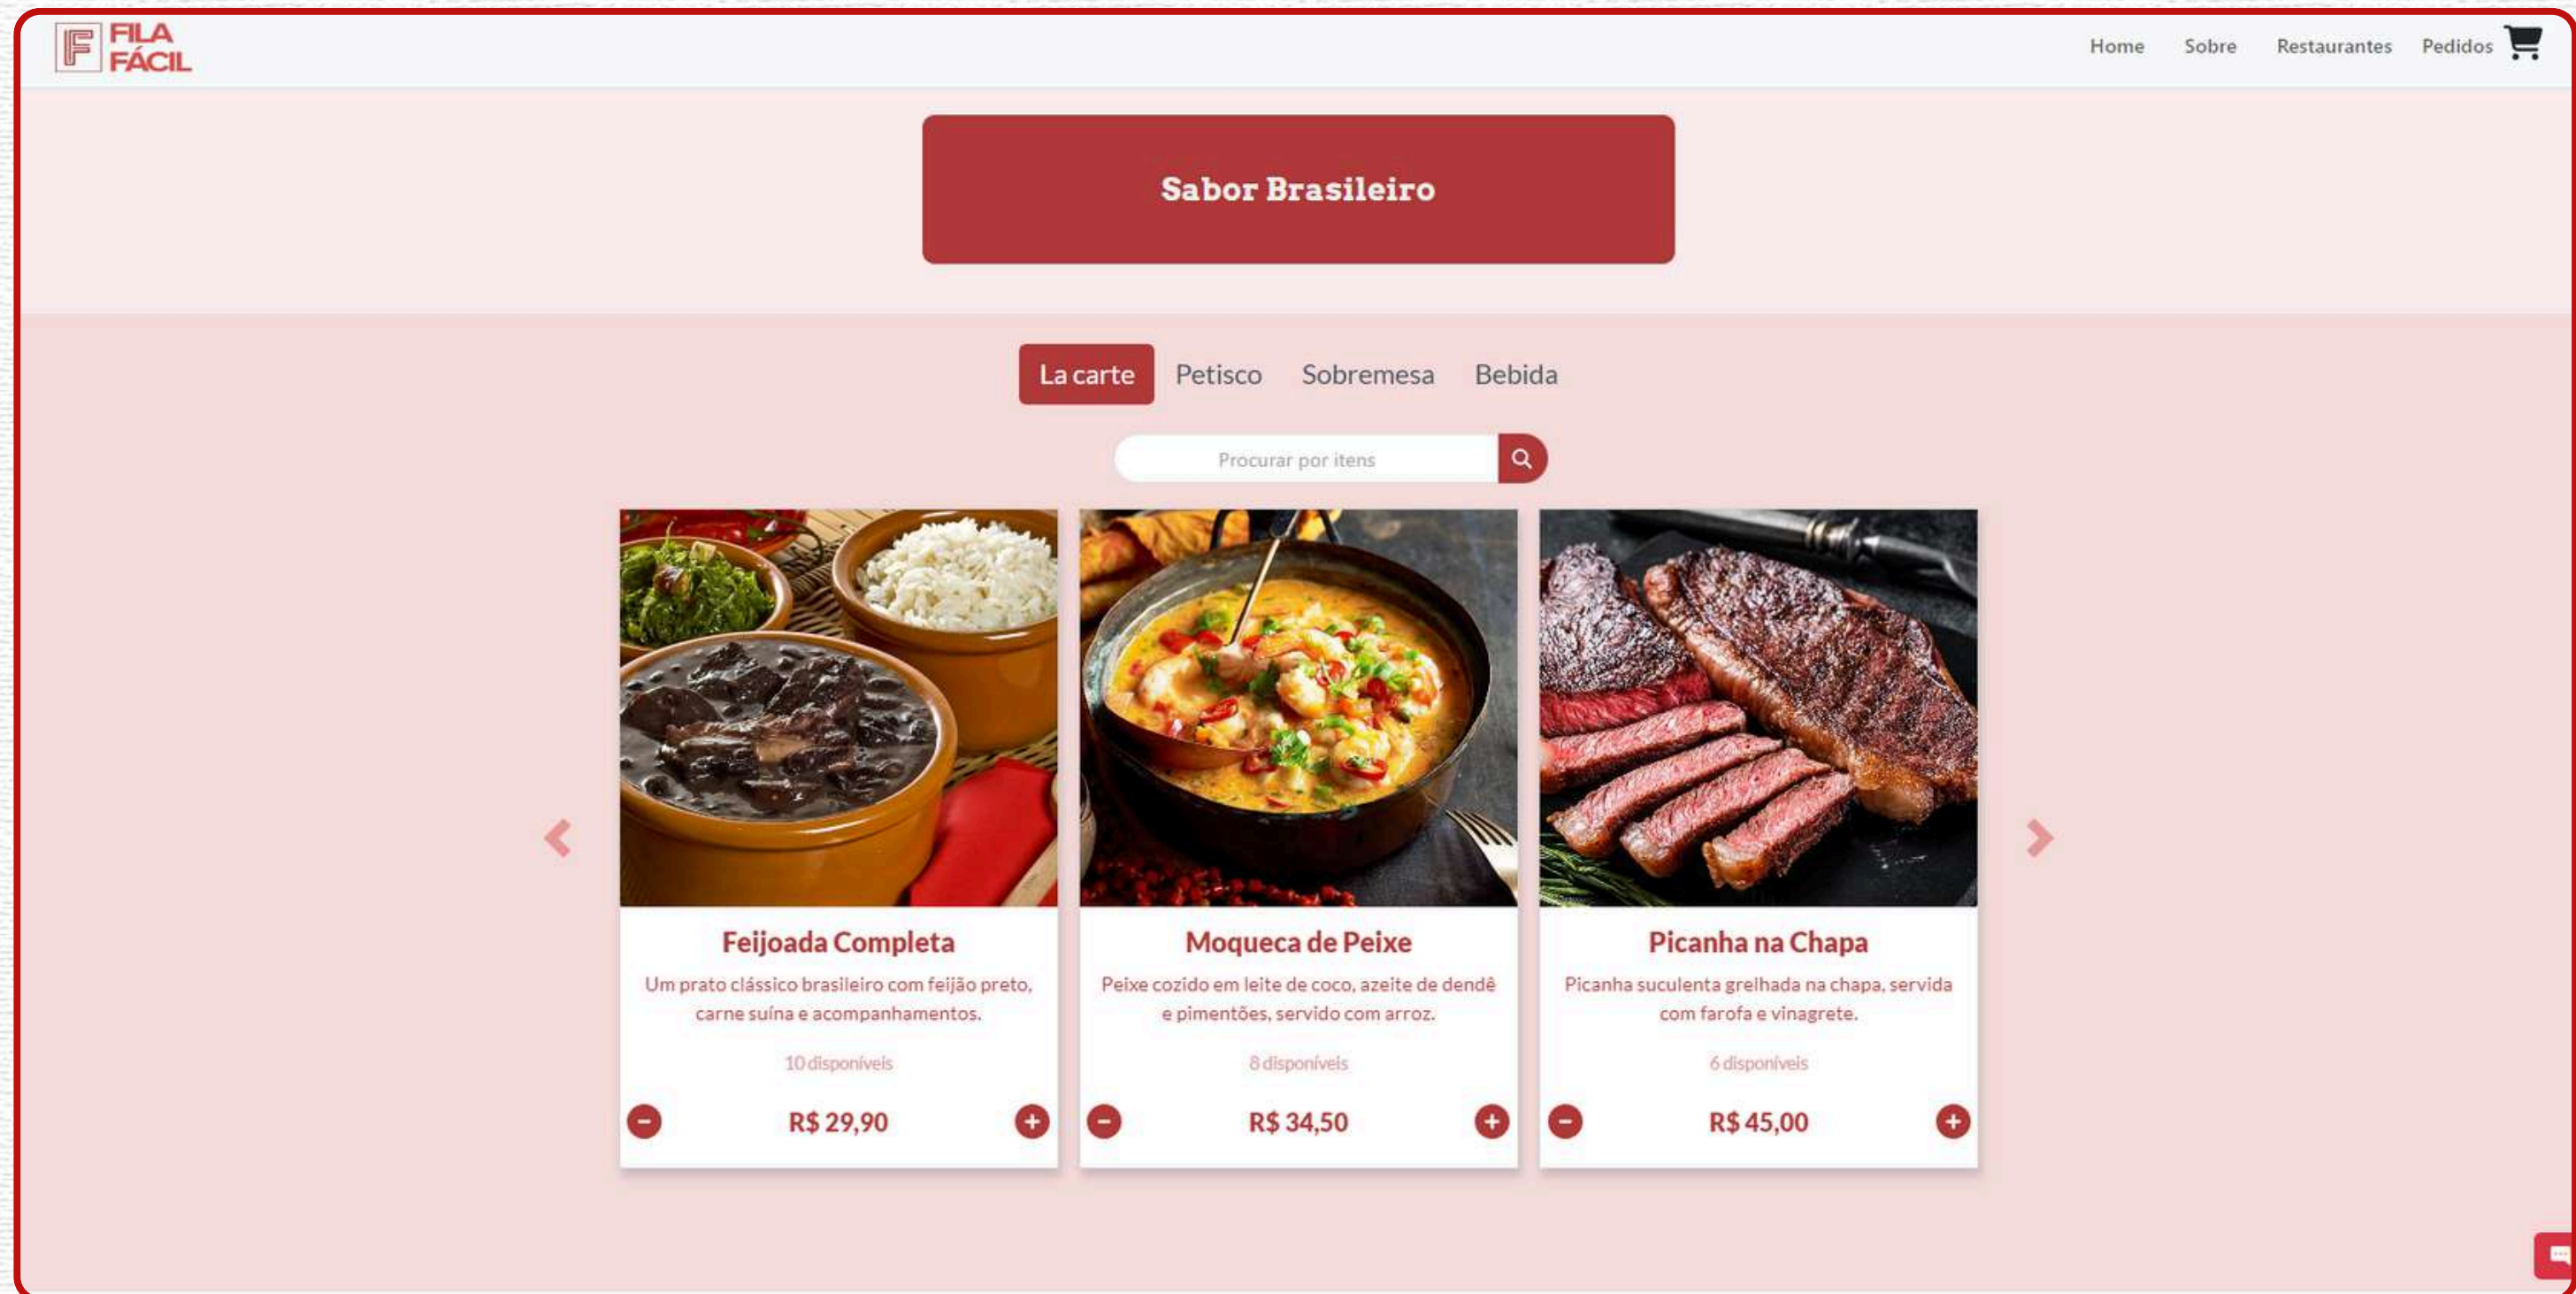 FILA
FÁCIL
Home Sobre Restaurantes Pedidos
Sabor Brasileiro
La carte Petisco Sobremesa Bebida
Procurar por itens
Feijoada Completa
Um prato clássico brasileiro com feijão preto,
carne suína e acompanhamentos.
10 disponíveis
R$ 29,90
Moqueca de Peixe
Peixe cozido em leite de coco, azeite de dendê
e pimentões, servido com arroz.
8 disponíveis
R$ 34,50
Picanha na Chapa
Picanha suculenta grelhada na chapa, servida
com farofa e vinagrete.
6 disponíveis
R$ 45,00